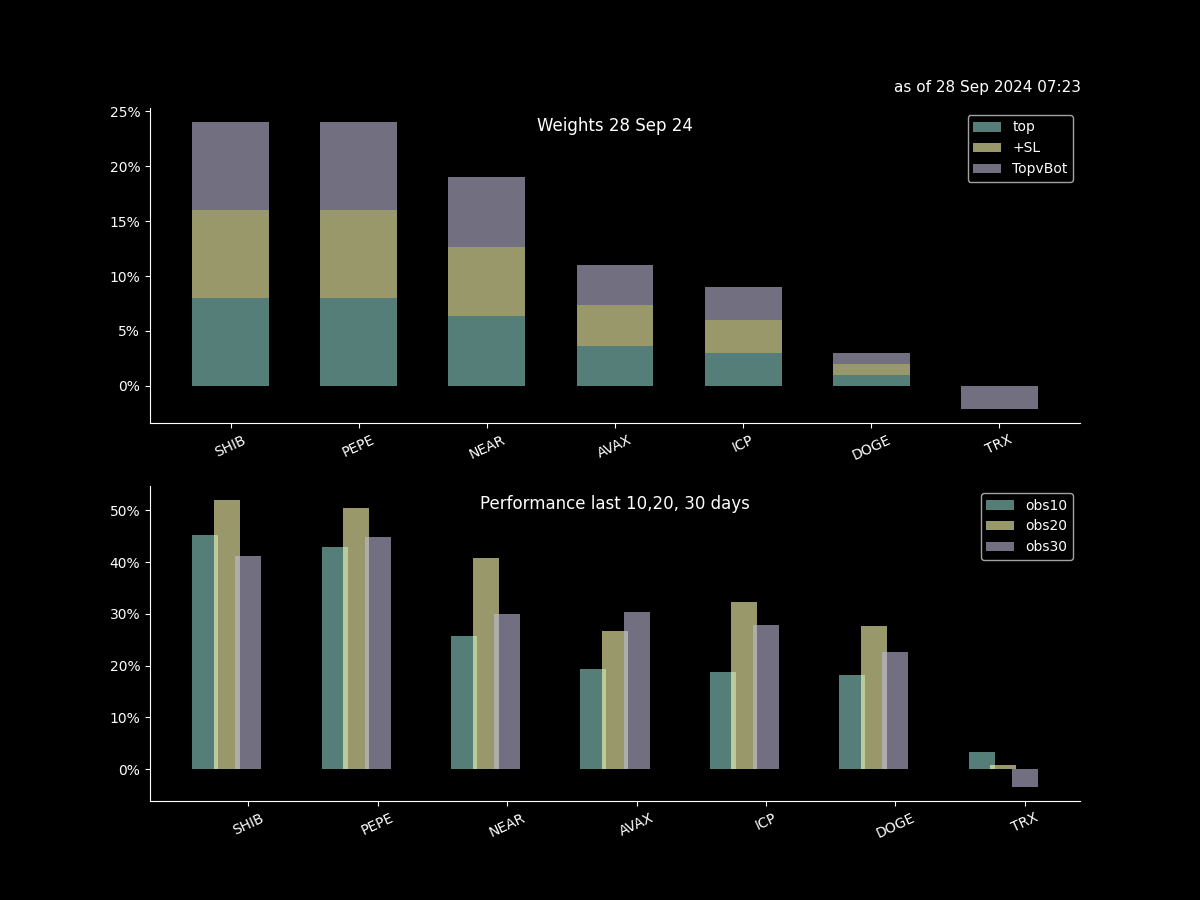 as of 28 Sep 2024 07:23
Weights 28 Sep 24
25%
20%
15%
10%
5%
0%
top
+SL
TopvBot
SHIB
PEPE
NEAR
AVAX
ICP
DOGE
TRX
Performance last 10,20, 30 days
50%
40%
30%
20%
10%
0%
obs10
obs20
obs30
SHIB
PEPE
NEAR
AVAX
ICP
DOGE
TRX